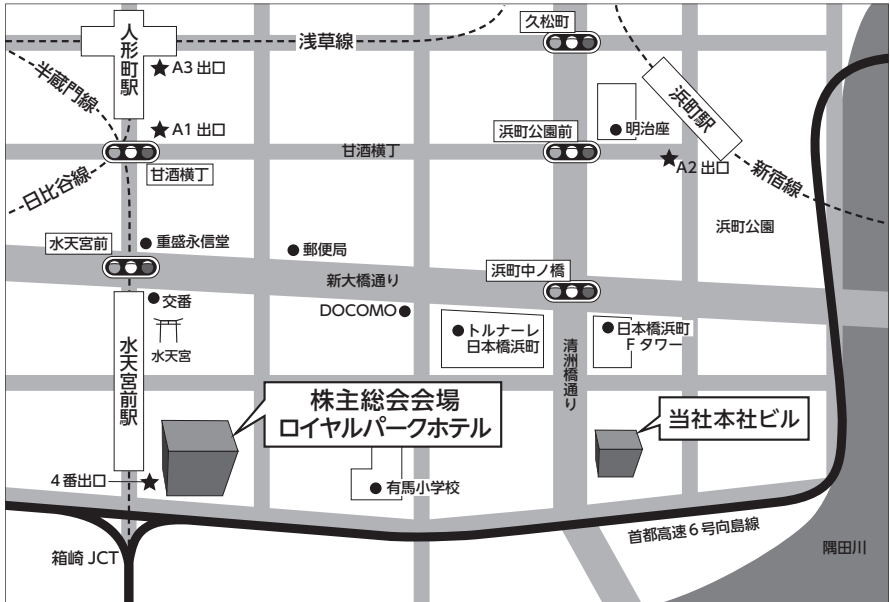 久松町
浅草線
人形町駅
A3 出口
半蔵門線
浜町駅
A1 出口
浜町公園前
明治座
甘酒横丁
A2 出口
日比谷線
甘酒横丁
新宿線
浜町公園
水天宮前
重盛永信堂
郵便局
新大橋通り
浜町中ノ橋
交番
DOCOMO
水天宮
トルナーレ
日本橋浜町
日本橋浜町
Fタワー
清洲橋通り
水天宮前駅
株主総会会場
ロイヤルパークホテル
当社本社ビル
4番出口
有馬小学校
首都高速6号向島線
箱崎 JCT
隅田川